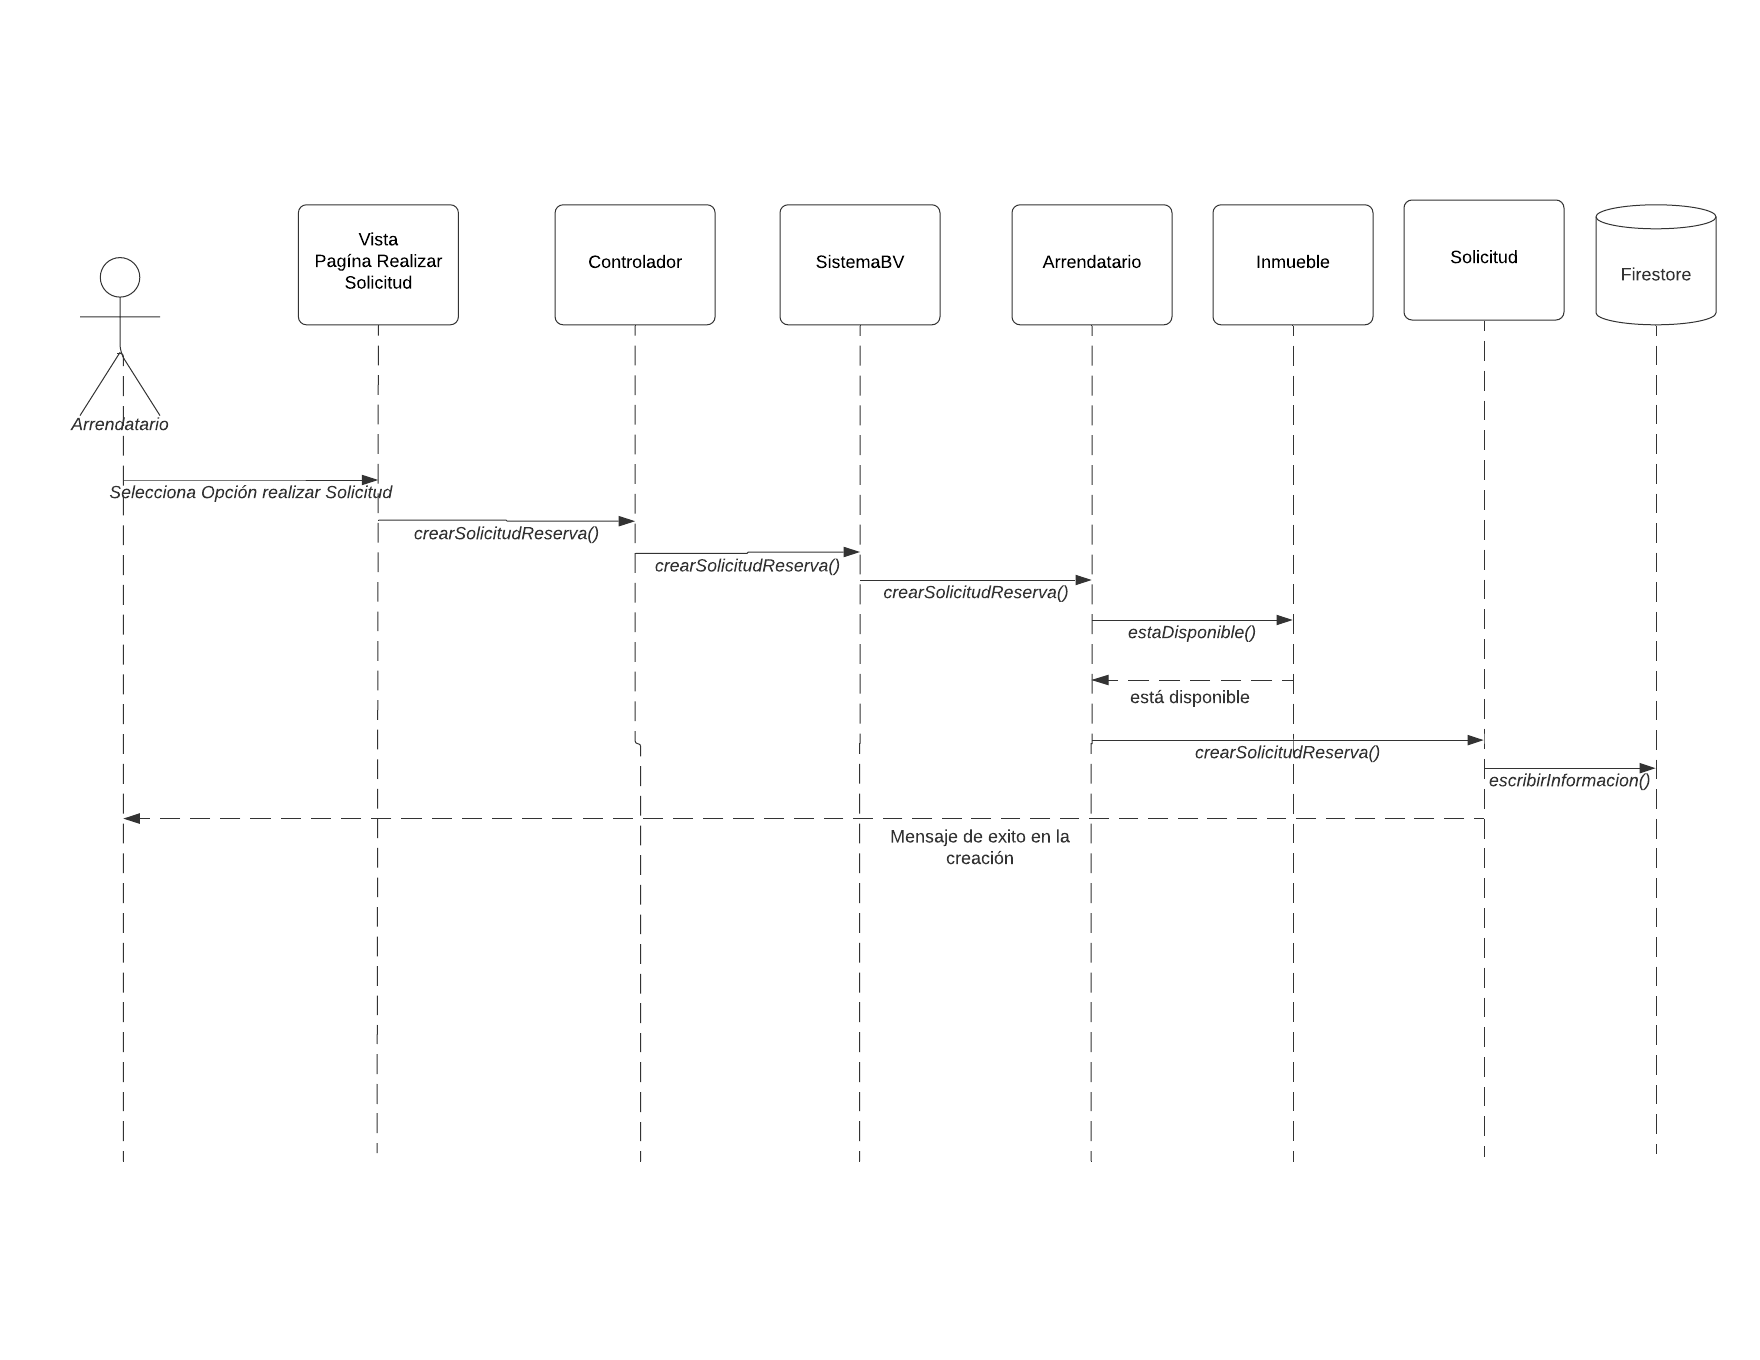 Vista
Pagína Realizar
Solicitud
Controlador
SistemaBV
Arrendatario
Inmueble
Solicitud
Firestore
Arrendatario
Selecciona Opción realizar Solicitud
crearSolicitudReserva()
crearSolicitudReserva()
crearSolicitudReserva()
estaDisponible()
está disponible
crearSolicitudReserva()
escribirInformacion()
Mensaje de exito en la
creación